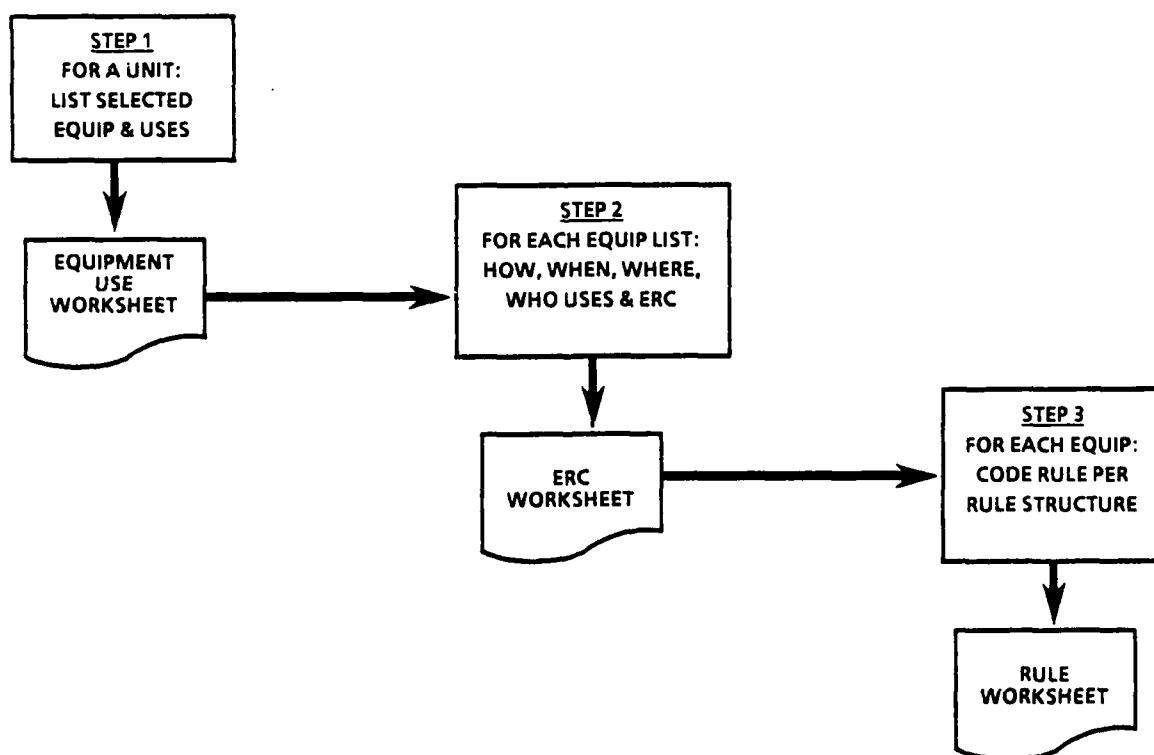 STEP 1
FOR A UNIT:
LIST SELECTED
EQUIP & USES
EQUIPMENT
USE
WORKSHEET
STEP 2
FOR EACH EQUIP LIST:
HOW, WHEN, WHERE,
WHO USES & ERC
ERC
WORKSHEET
STEP 3
FOR EACH EQUIP:
CODE RULE PER
RULE STRUCTURE
RULE
WORKSHEET